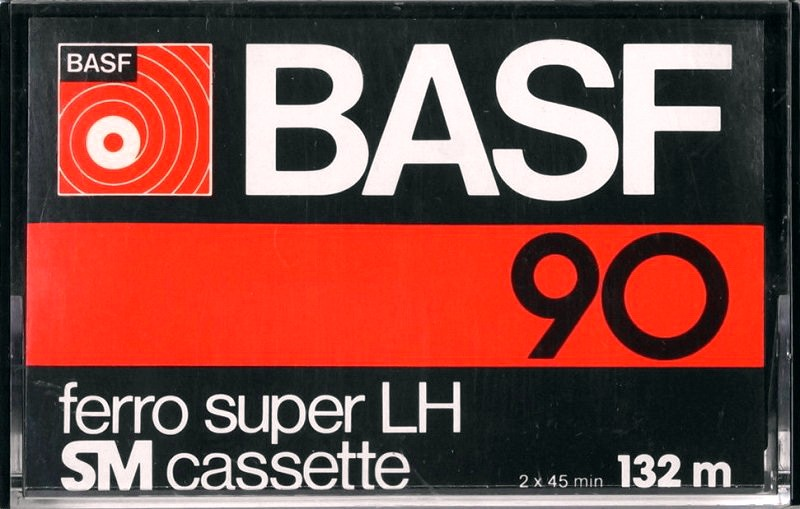 BASF
BASF
90
ferro super LH
SM cassette
2 x 45 min 132 m